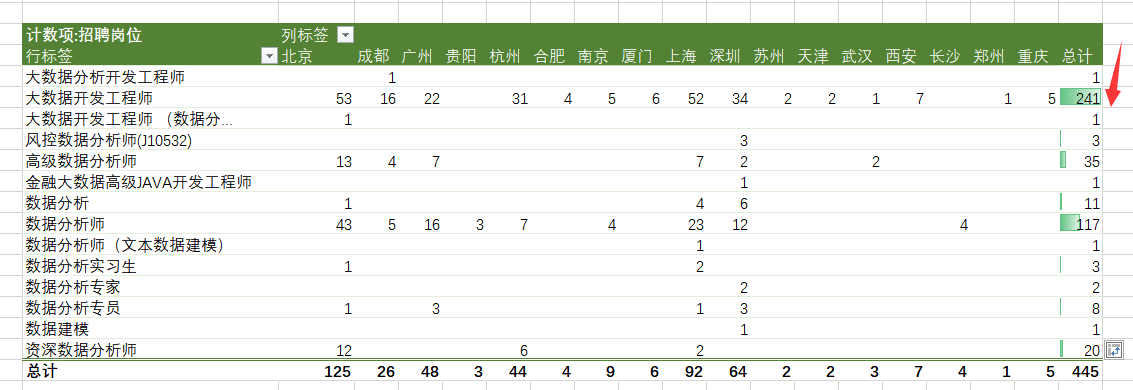 计数项:招聘岗位 列标签
行标签 北京 成都 广州 贵阳 杭州 合肥 南京 厦门 上海 深圳 苏州 天津 武汉 西安 长沙 郑州 重庆 总计
大数据分析开发工程师 1 1
大数据开发工程师 53 16 22 31 4 5 6 52 34 2 2 1 7 1 5 241
大数据开发工程师 （数据分... 1 1
风控数据分析师(J10532) 3 3
高级数据分析师 13 4 7 7 2 2 35
金融大数据高级JAVA开发工程师 1 1
数据分析 1 4 6 11
数据分析师 43 5 16 3 7 4 23 12 4 117
数据分析师（文本数据建模） 1 1
数据分析实习生 1 2 3
数据分析专家 2 2
数据分析专员 1 3 1 3 8
数据建模 1 1
资深数据分析师 12 6 2 20
总计 125 26 48 3 44 4 9 6 92 64 2 2 3 7 4 1 5 445